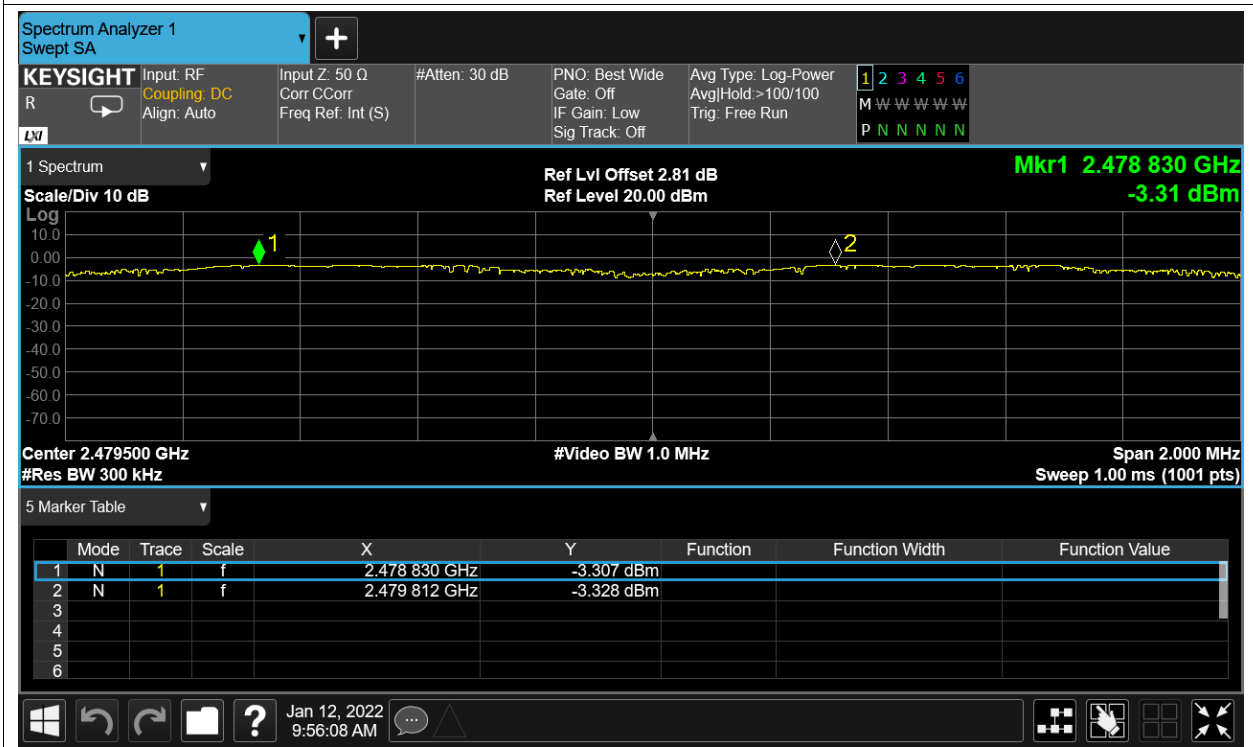 Spectrum Analyzer 1
Swept SA
+
KEYSIGHT Input: RF Input Z: 50 Ω #Atten: 30 dB PNO: Best Wide Avg Type: Log-Power 1 2 3 4 5 6
R Coupling: DC Corr CCorr Gate: Off Avg|Hold:>100/100
Align: Auto Freq Ref: Int (S) IF Gain: Low Trig: Free Run M W W W W W
LXI Sig Track: Off P N N N N N
1 Spectrum Ref Lvl Offset 2.81 dB Mkr1 2.478 830 GHz
Scale/Div 10 dB Ref Level 20.00 dBm -3.31 dBm
Log
10.0
1 2
0.00
-10.0
-20.0
-30.0
-40.0
-50.0
-60.0
-70.0
Center 2.479500 GHz #Video BW 1.0 MHz Span 2.000 MHz
#Res BW 300 kHz Sweep 1.00 ms (1001 pts)
5 Marker Table
Mode Trace Scale X Y Function Function Width Function Value
1 N 1 f 2.478 830 GHz -3.307 dBm
2 N 1 f 2.479 812 GHz -3.328 dBm
3
4
5
6
? Jan 12, 2022
9:56:08 AM